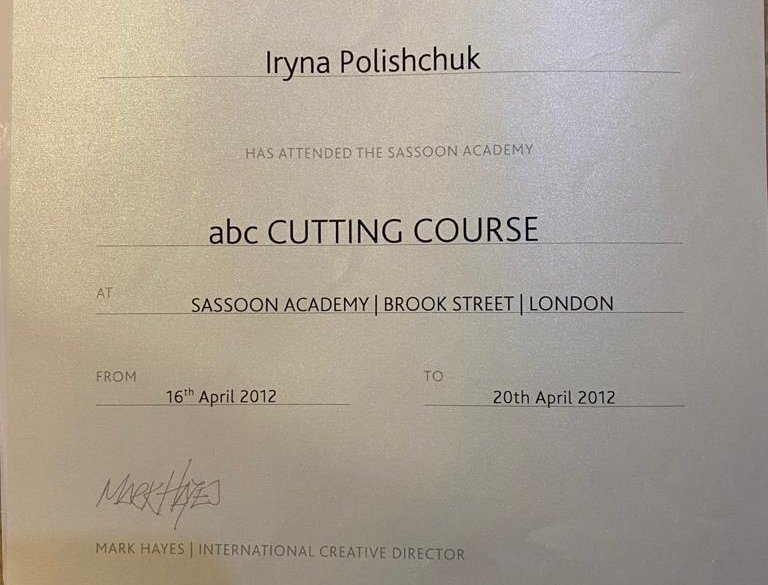 Iryna Polishchuk
HAS ATTENDED THE SASSOON ACADEMY
abc CUTTING COURSE
AT
SASSOON ACADEMY | BROOK STREET | LONDON
FROM TO
16th April 2012 20th April 2012
MARK HAYES
MARK HAYES | INTERNATIONAL CREATIVE DIRECTOR